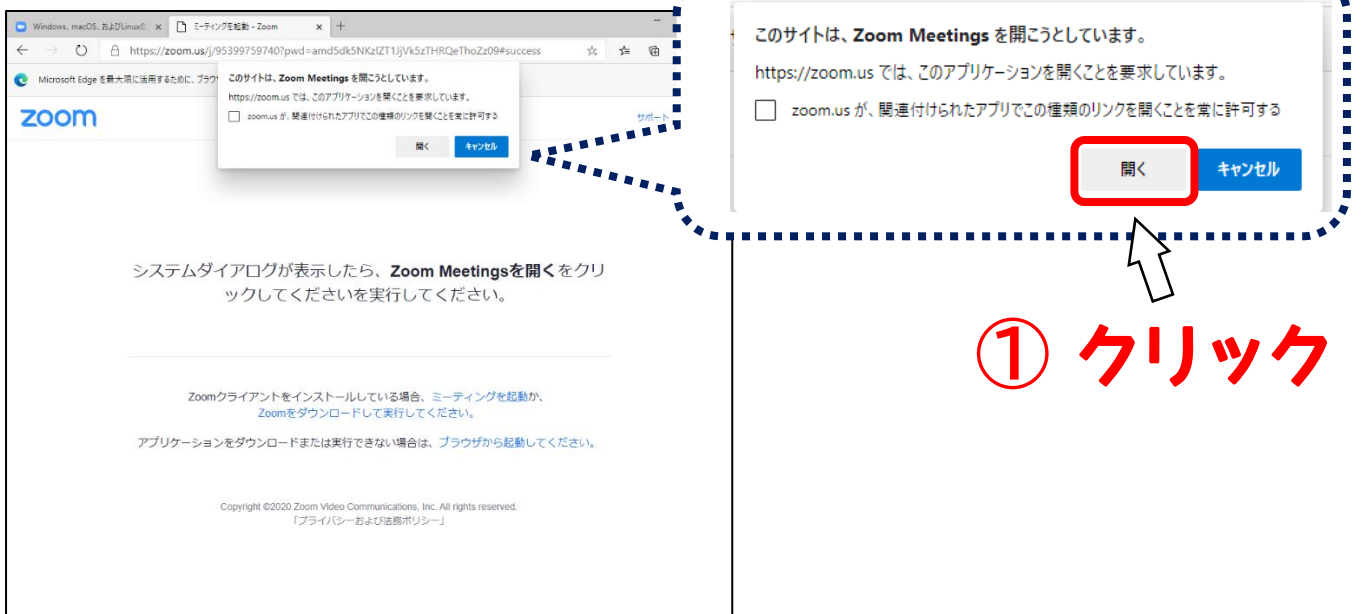 Windows、macOS、およびLinuxの
ミーティングを起動 - Zoom
https://zoom.us/j/95399759740?pwd=amd5dk5NKzlZT1JjVk5zTHRQeThoZz09#success
Microsoft Edge を最大限に活用するために、ブラウ
このサイトは、Zoom Meetings を開こうとしています。
https://zoom.us では、このアプリケーションを開くことを要求しています。
zoom.us が、関連付けられたアプリでこの種類のリンクを開くことを常に許可する
開く キャンセル
zoom
サポート
システムダイアログが表示したら、Zoom Meetingsを開くをクリ
ックしてくださいを実行してください。
Zoomクライアントをインストールしている場合、ミーティングを起動か、
Zoomをダウンロードして実行してください。
アプリケーションをダウンロードまたは実行できない場合は、ブラウザから起動してください。
Copyright ©2020 Zoom Video Communications, Inc. All rights reserved.
「プライバシーおよび法務ポリシー」
このサイトは、Zoom Meetings を開こうとしています。
https://zoom.us では、このアプリケーションを開くことを要求しています。
zoom.us が、関連付けられたアプリでこの種類のリンクを開くことを常に許可する
開く キャンセル
① クリック